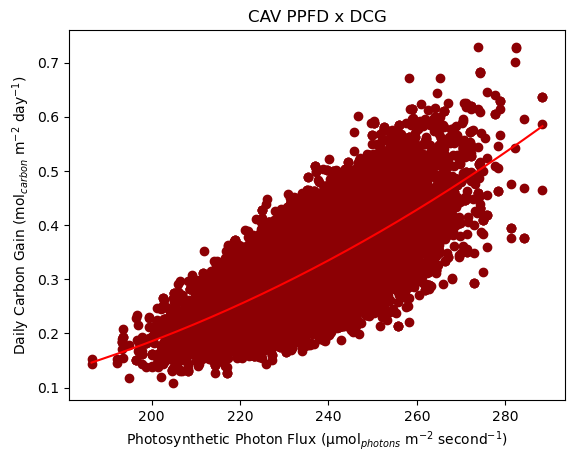 CAV PPFD x DCG
Daily Carbon Gain (mol_carbon m⁻² day⁻¹)
0.7
0.6
0.5
0.4
0.3
0.2
0.1
200 220 240 260 280
Photosynthetic Photon Flux (μmol_photons m⁻² second⁻¹)